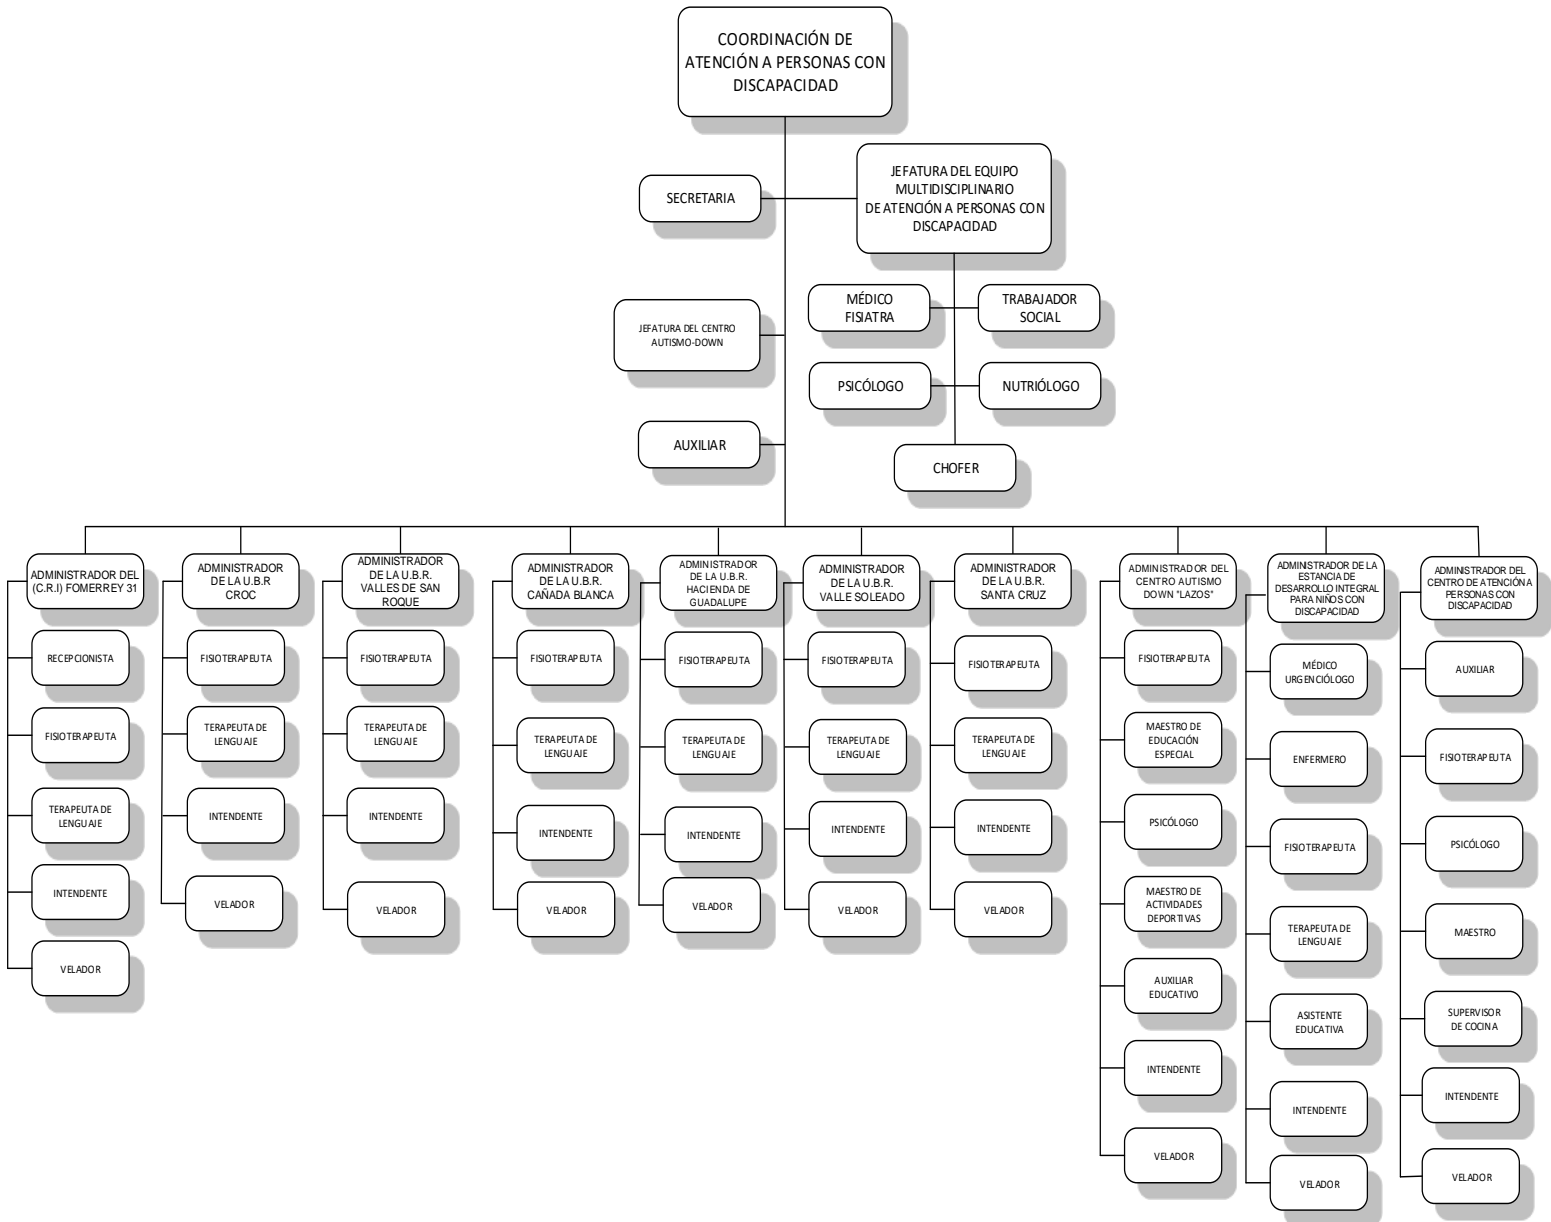 COORDINACIÓN DE
ATENCIÓN A PERSONAS CON
DISCAPACIDAD
SECRETARIA
JEFATURA DEL EQUIPO
MULTIDISCIPLINARIO
DE ATENCIÓN A PERSONAS CON
DISCAPACIDAD
JEFATURA DEL CENTRO
AUTISMO-DOWN
MÉDICO
FISIATRA
TRABAJADOR
SOCIAL
PSICÓLOGO
NUTRIÓLOGO
AUXILIAR
CHOFER
ADMINISTRADOR DEL
(C.R.I) FOMERREY 31
RECEPCIONISTA
FISIOTERAPEUTA
TERAPEUTA DE
LENGUAJE
INTENDENTE
VELADOR
ADMINISTRADOR
DE LA U.B.R
CROC
FISIOTERAPEUTA
TERAPEUTA DE
LENGUAJE
INTENDENTE
VELADOR
ADMINISTRADOR
DE LA U.B.R.
VALLES DE SAN
ROQUE
FISIOTERAPEUTA
TERAPEUTA DE
LENGUAJE
INTENDENTE
VELADOR
ADMINISTRADOR
DE LA U.B.R.
CAÑADA BLANCA
FISIOTERAPEUTA
TERAPEUTA DE
LENGUAJE
INTENDENTE
VELADOR
ADMINISTRADOR
DE LA U.B.R.
HACIENDA DE
GUADALUPE
FISIOTERAPEUTA
TERAPEUTA DE
LENGUAJE
INTENDENTE
VELADOR
ADMINISTRADOR
DE LA U.B.R.
VALLE SOLEADO
FISIOTERAPEUTA
TERAPEUTA DE
LENGUAJE
INTENDENTE
VELADOR
ADMINISTRADOR
DE LA U.B.R.
SANTA CRUZ
FISIOTERAPEUTA
TERAPEUTA DE
LENGUAJE
INTENDENTE
VELADOR
ADMINISTRADOR DEL
CENTRO AUTISMO
DOWN "LAZOS"
FISIOTERAPEUTA
MAESTRO DE
EDUCACIÓN
ESPECIAL
PSICÓLOGO
MAESTRO DE
ACTIVIDADES
DEPORTIVAS
AUXILIAR
EDUCATIVO
INTENDENTE
VELADOR
ADMINISTRADOR DE LA
ESTANCIA DE
DESARROLLO INTEGRAL
PARA NIÑOS CON
DISCAPACIDAD
MÉDICO
URGENCIÓLOGO
ENFERMERO
FISIOTERAPEUTA
TERAPEUTA DE
LENGUAJE
ASISTENTE
EDUCATIVA
INTENDENTE
VELADOR
ADMINISTRADOR DEL
CENTRO DE ATENCIÓN A
PERSONAS CON
DISCAPACIDAD
AUXILIAR
FISIOTERAPEUTA
PSICÓLOGO
MAESTRO
SUPERVISOR
DE COCINA
INTENDENTE
VELADOR